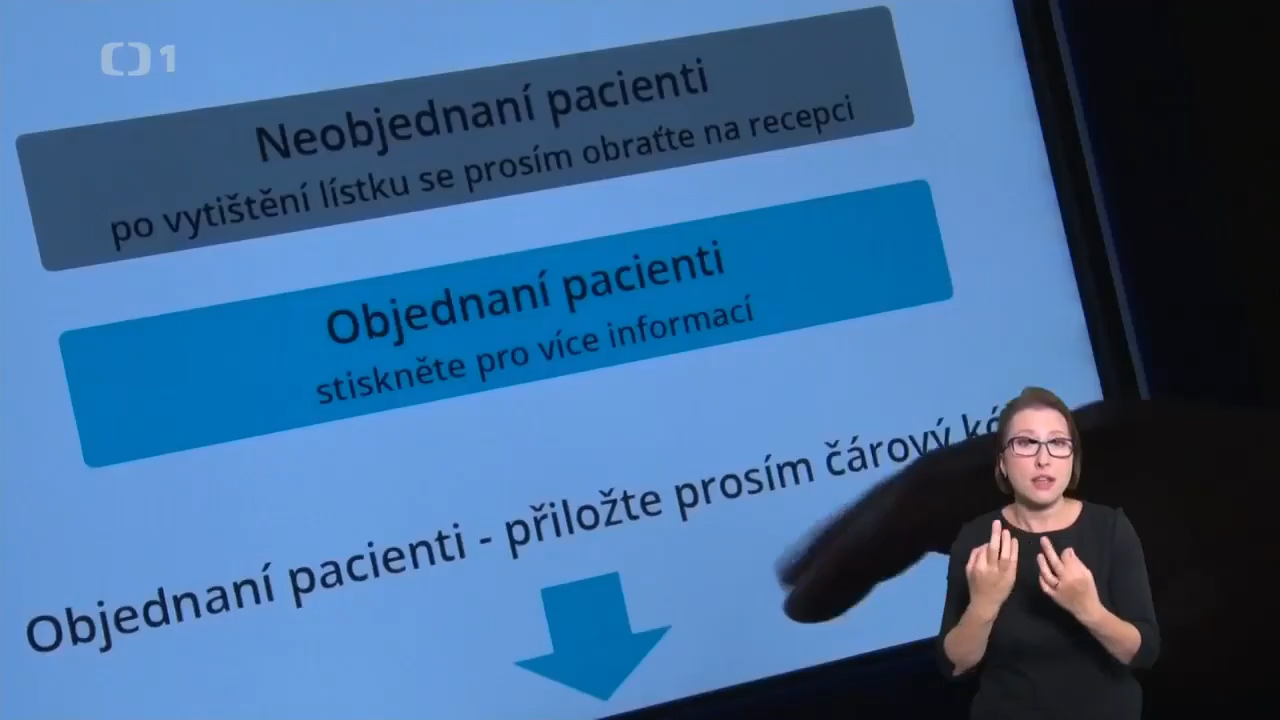 1
Neobjednaní pacienti
po vytištění lístku se prosím obraťte na recepci
Objednaní pacienti
stiskněte pro více informací
Objednaní pacienti - přiložte prosím čárový